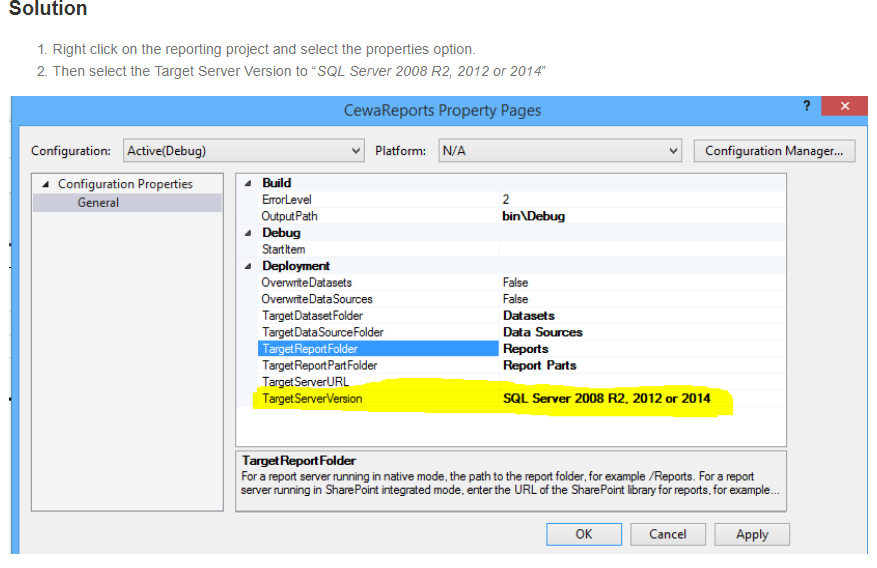 Solution
1. Right click on the reporting project and select the properties option.
2. Then select the Target Server Version to “SQL Server 2008 R2, 2012 or 2014”
CewaReports Property Pages ? x
Configuration: Active(Debug) Platform: N/A Configuration Manager...
Configuration Properties
General
Build
ErrorLevel 2
OutputPath bin\Debug
Debug
StartItem
Deployment
OverwriteDatasets False
OverwriteDataSources False
TargetDatasetFolder Datasets
TargetDataSourceFolder Data Sources
TargetReportFolder Reports
TargetReportPartFolder Report Parts
TargetServerURL
TargetServerVersion SQL Server 2008 R2, 2012 or 2014
TargetReportFolder
For a report server running in native mode, the path to the report folder, for example /Reports. For a report
server running in SharePoint integrated mode, enter the URL of the SharePoint library for reports, for example...
OK Cancel Apply